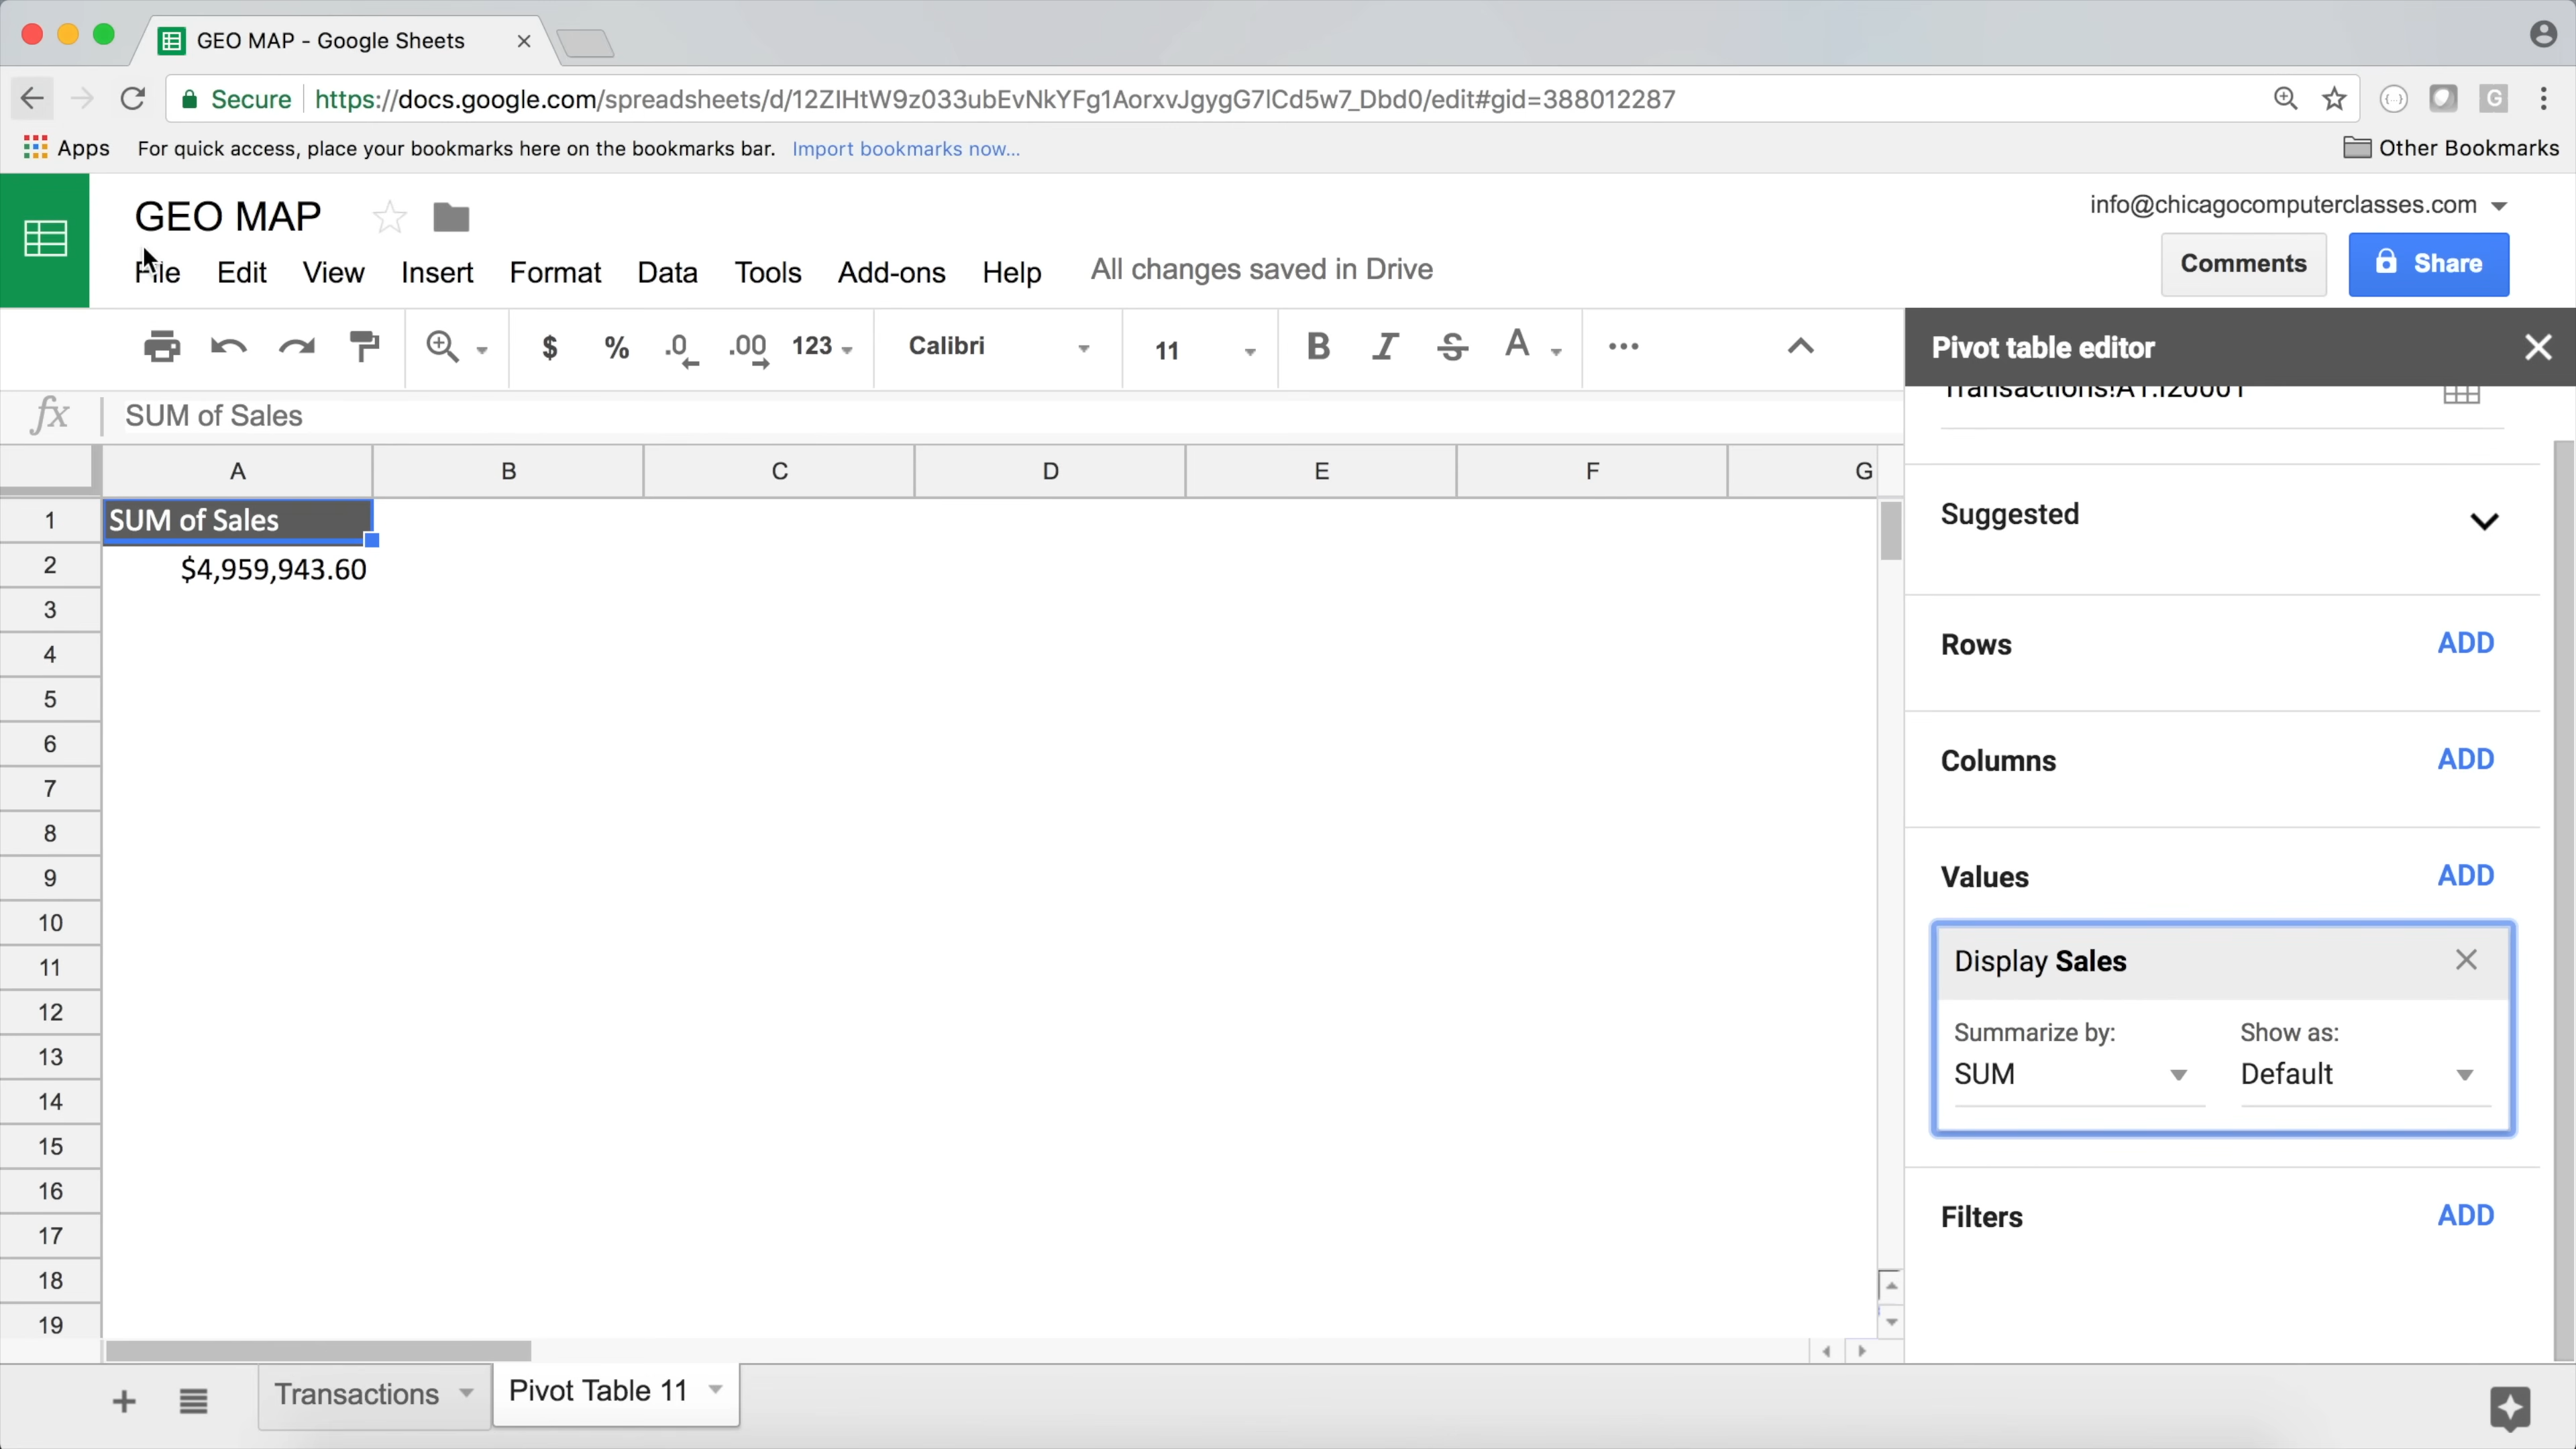 GEO MAP - Google Sheets
Secure https://docs.google.com/spreadsheets/d/12ZIHtW9z033ubEvNkYFg1AorxvJgygG7lCd5w7_Dbd0/edit#gid=388012287
G
Apps For quick access, place your bookmarks here on the bookmarks bar. Import bookmarks now... Other Bookmarks
GEO MAP
info@chicagocomputerclasses.com
File Edit View Insert Format Data Tools Add-ons Help All changes saved in Drive
Comments Share
$ % .0 .00 123 Calibri 11 B I S A
Pivot table editor
Transactions!A1:I20001
fx SUM of Sales
A B C D E F G
1 SUM of Sales
2 $4,959,943.60
3
4
5
6
7
8
9
10
11
12
13
14
15
16
17
18
19
Suggested
Rows ADD
Columns ADD
Values ADD
Display Sales
Summarize by: Show as:
SUM Default
Filters ADD
Transactions Pivot Table 11